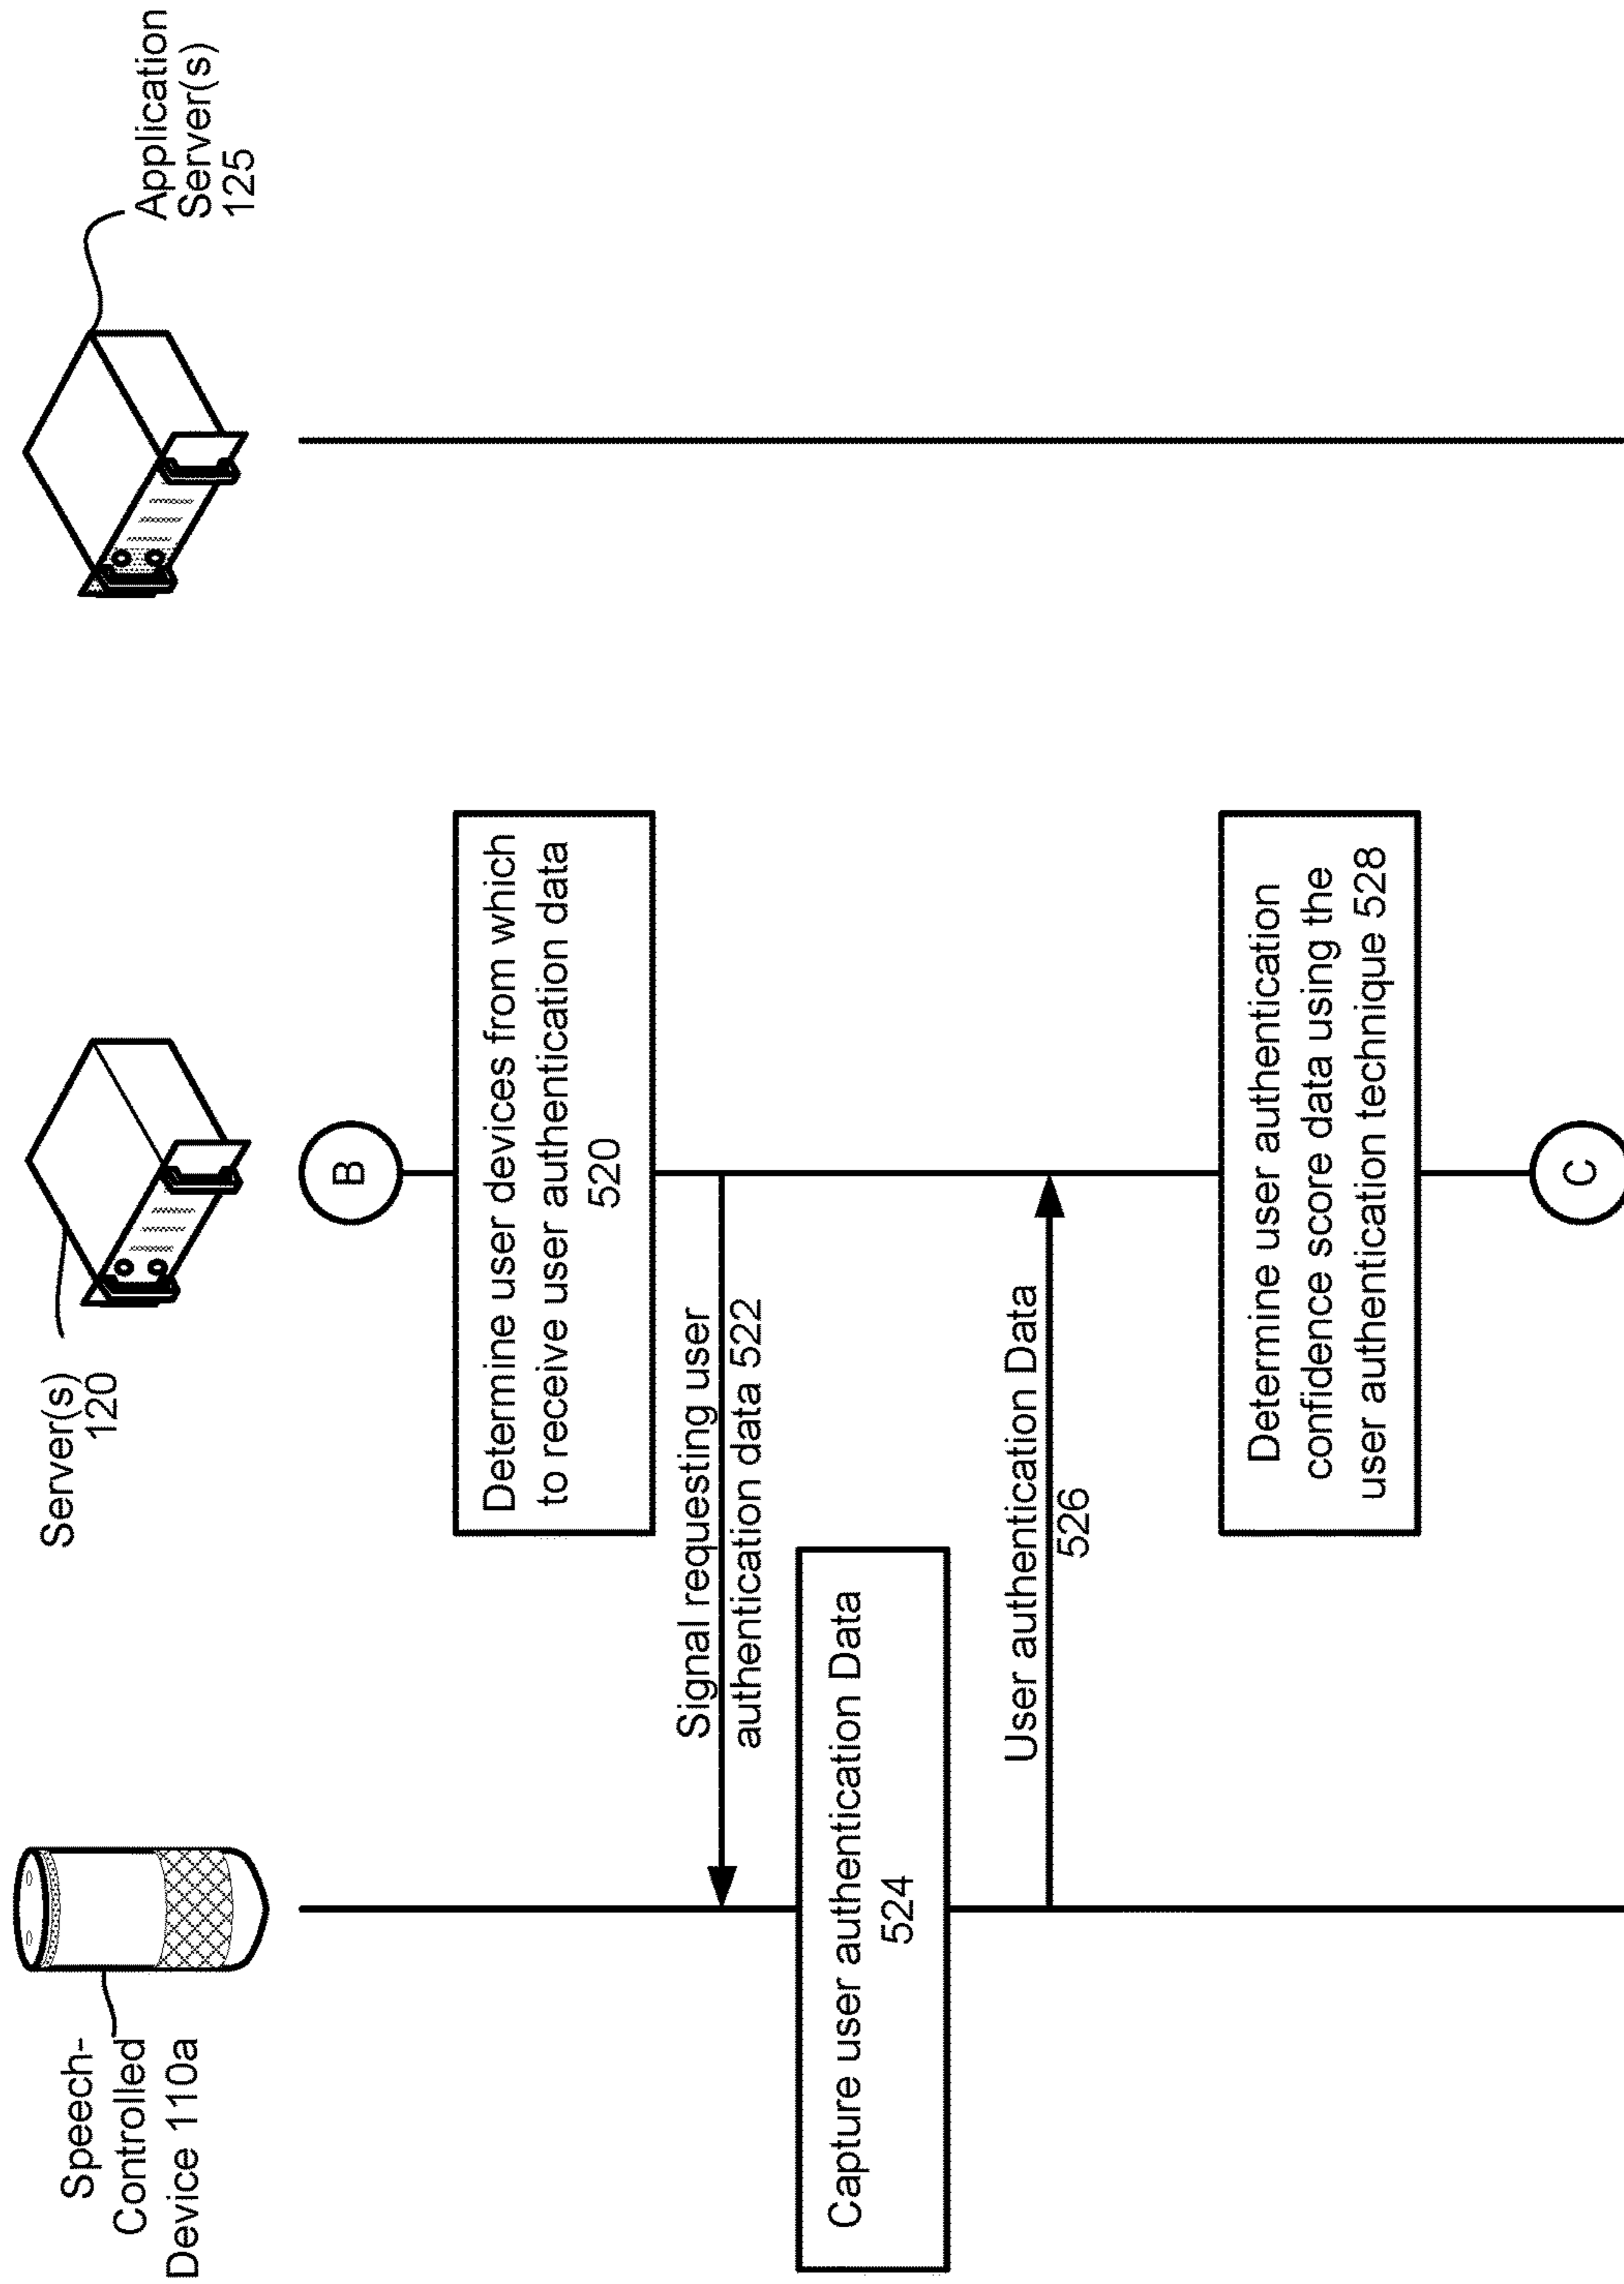 Speech-
Controlled
Device 110a
Server(s)
120
Application
Server(s)
125
B
Determine user devices from which
to receive user authentication data
520
Signal requesting user
authentication data 522
Capture user authentication Data
524
User authentication Data
526
Determine user authentication
confidence score data using the
user authentication technique 528
C